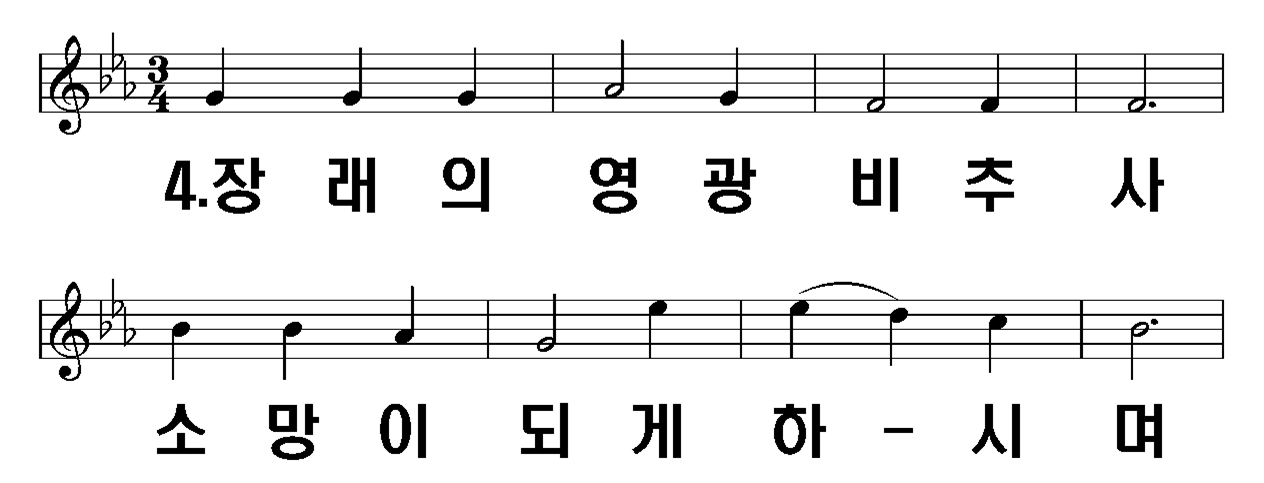 4.장 래 의 영 광 비 추 사
소 망 이 되 게 하 - 시 며